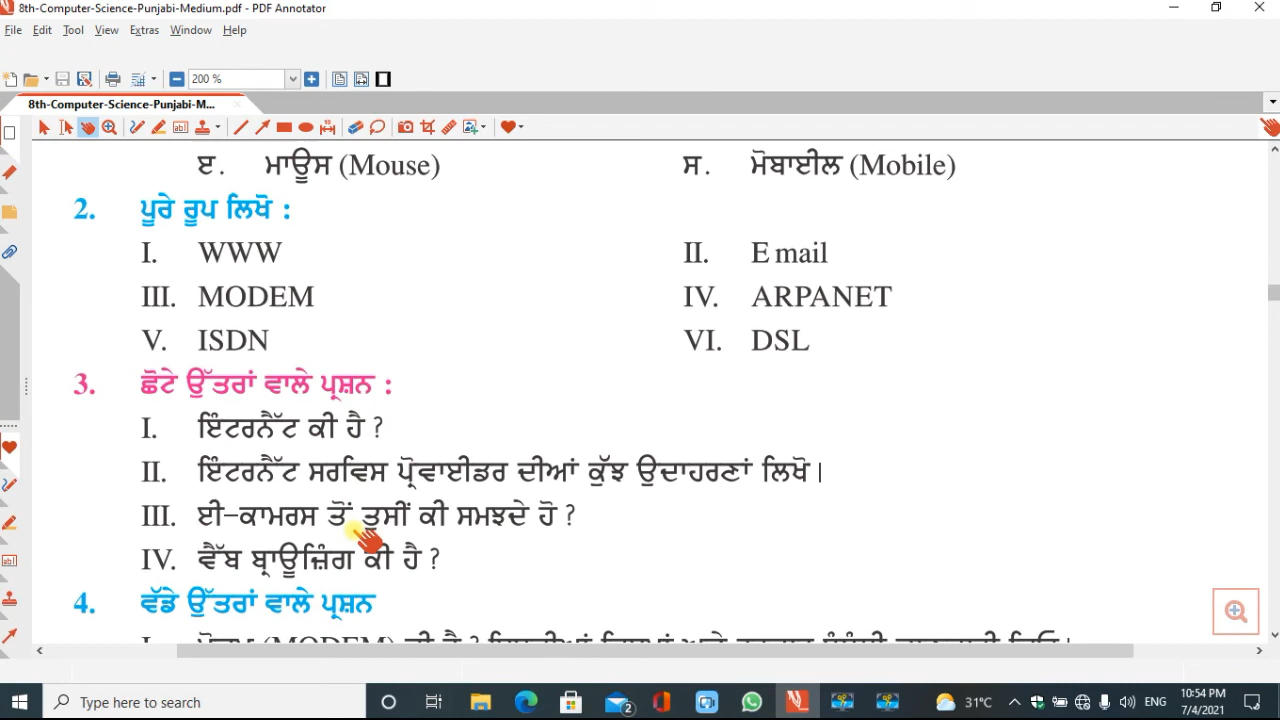 8th-Computer-Science-Punjabi-Medium.pdf - PDF Annotator
File Edit Tool View Extras Window Help
200 %
8th-Computer-Science-Punjabi-M...
ੲ. ਮਾਊਸ (Mouse) ਸ. ਮੋਬਾਈਲ (Mobile)
2. ਪੂਰੇ ਰੂਪ ਲਿਖੋ :
I. WWW II. E mail
III. MODEM IV. ARPANET
V. ISDN VI. DSL
3. ਛੋਟੇ ਉੱਤਰਾਂ ਵਾਲੇ ਪ੍ਰਸ਼ਨ :
I. ਇੰਟਰਨੈੱਟ ਕੀ ਹੈ ?
II. ਇੰਟਰਨੈੱਟ ਸਰਵਿਸ ਪ੍ਰੋਵਾਈਡਰ ਦੀਆਂ ਕੁੱਝ ਉਦਾਹਰਣਾਂ ਲਿਖੋ।
III. ਈ-ਕਾਮਰਸ ਤੋਂ ਤੁਸੀਂ ਕੀ ਸਮਝਦੇ ਹੋ ?
IV. ਵੈੱਬ ਬ੍ਰਾਊਜ਼ਿੰਗ ਕੀ ਹੈ ?
4. ਵੱਡੇ ਉੱਤਰਾਂ ਵਾਲੇ ਪ੍ਰਸ਼ਨ
I. (MODEM) ਕੀ ਹੈ ?
Type here to search
2
31°C
ENG
10:54 PM
7/4/2021